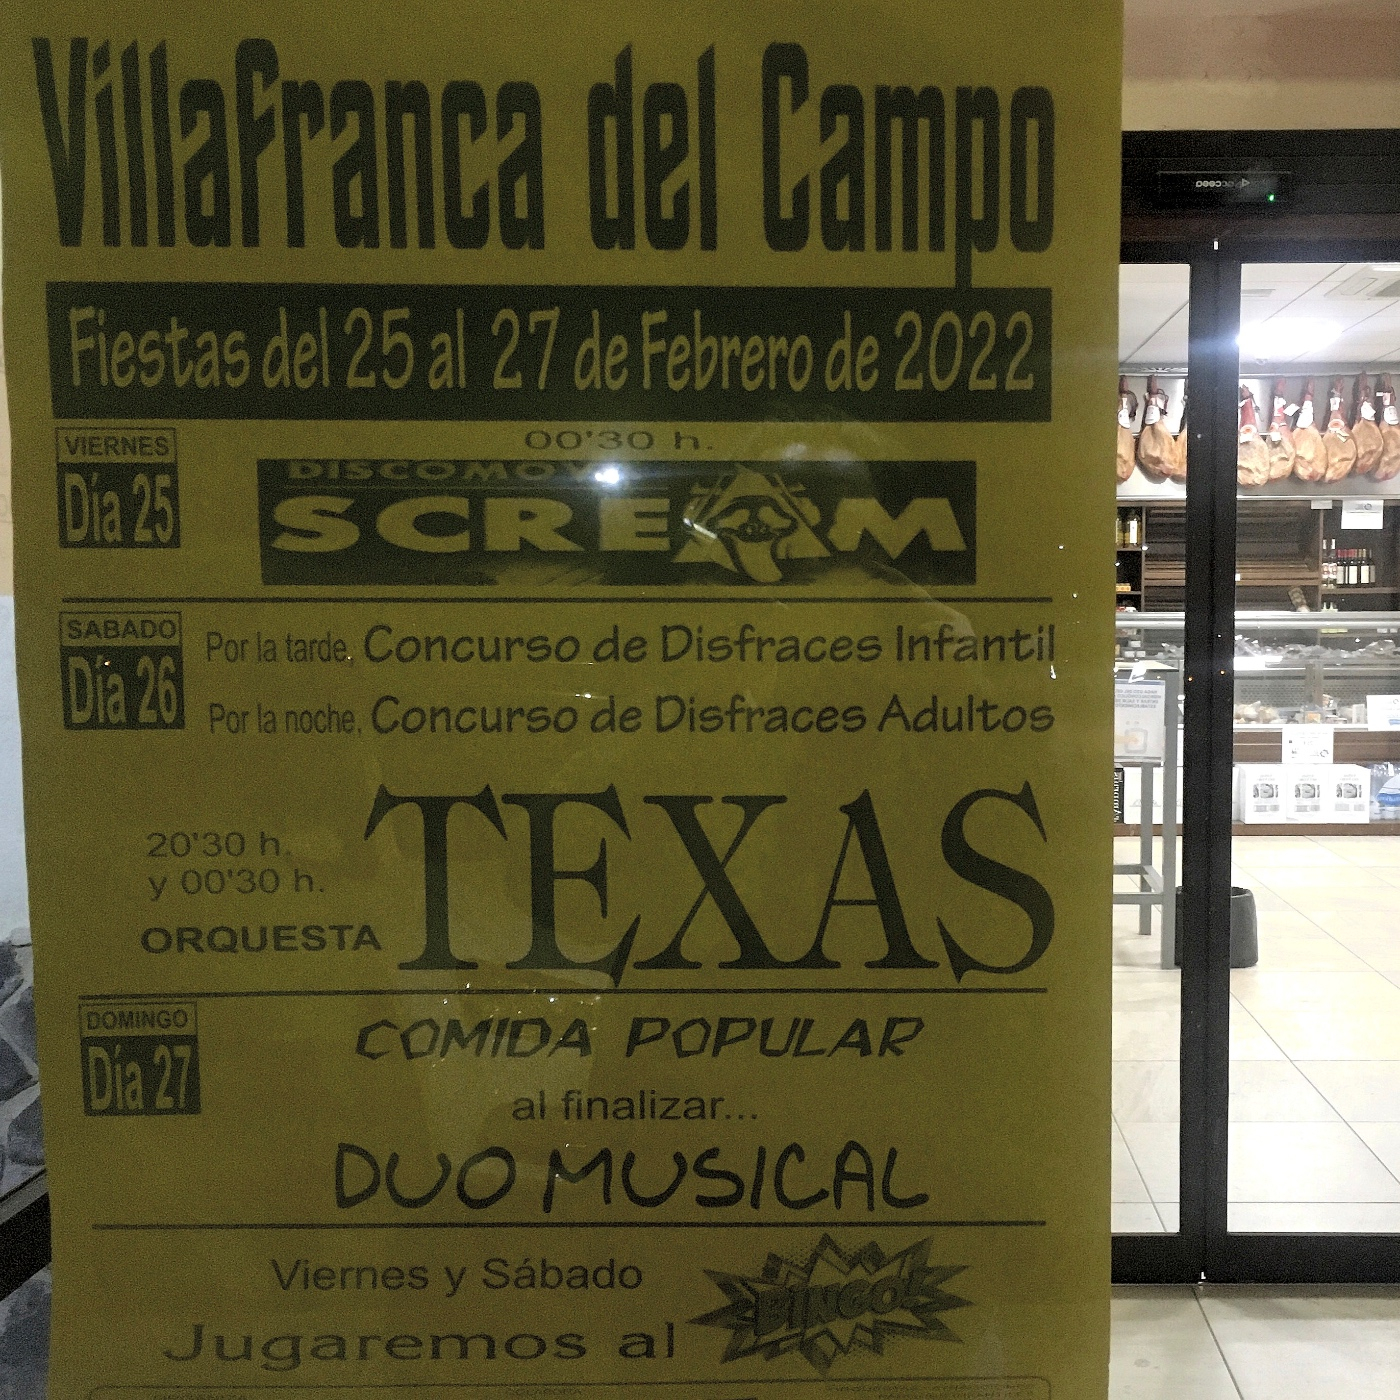 Villafranca del Campo
Fiestas del 25 al 27 de Febrero de 2022
VIERNES
Día 25
00'30 h.
SCREAM
SABADO
Día 26
Por la tarde, Concurso de Disfraces Infantil
Por la noche, Concurso de Disfraces Adultos
20'30 h.
y 00'30 h.
ORQUESTA
TEXAS
DOMINGO
Día 27
COMIDA POPULAR
al finalizar...
DUO MUSICAL
Viernes y Sábado
Jugaremos al
BINGO!